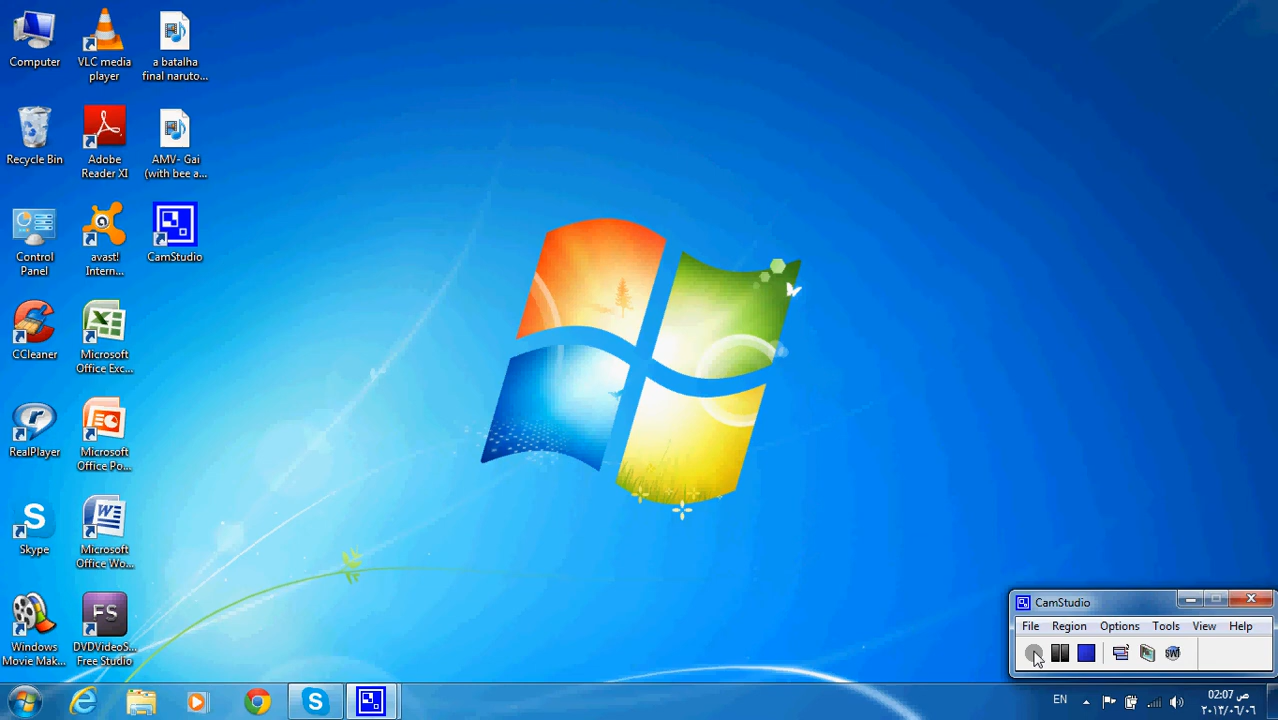 Computer
VLC media
player
a batalha
final naruto...
Recycle Bin
Adobe
Reader XI
AMV- Gai
(with bee a...
Control
Panel
avast!
Intern...
CamStudio
CCleaner
Microsoft
Office Exc...
RealPlayer
Microsoft
Office Po...
S
Skype
Microsoft
Office Wo...
Windows
Movie Mak...
FS
DVDVideoS...
Free Studio
CamStudio
File Region Options Tools View Help
SWF
EN
02:07 ص
٢٠١٣/٠٦/٠٦